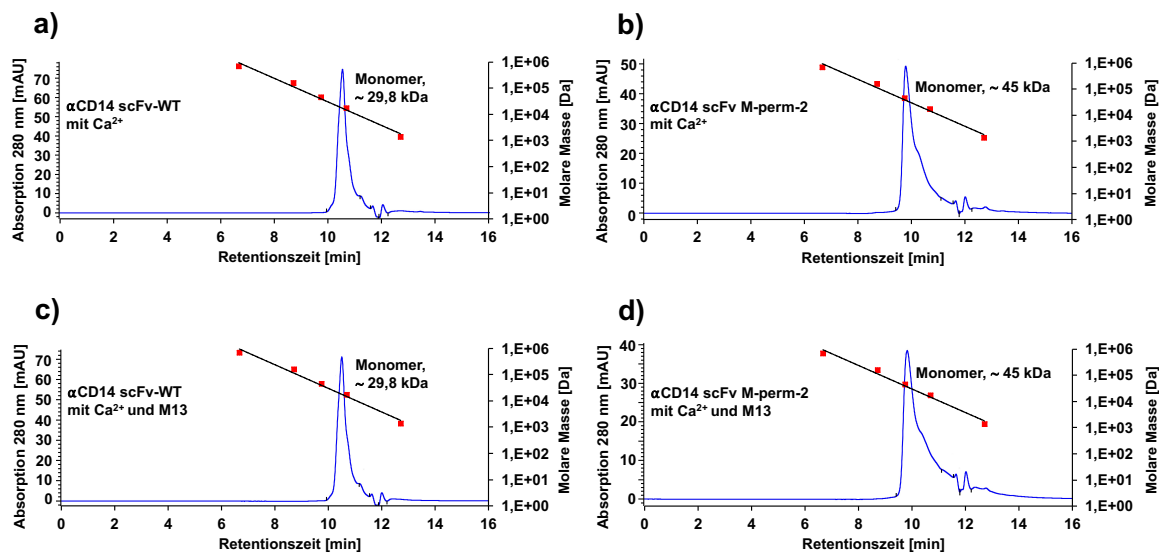 a)
Absorption 280 nm [mAU]
70
60
50
40
30
20
10
0
αCD14 scFv-WT
mit Ca²⁺
Monomer,
~ 29,8 kDa
1,E+06
1,E+05
1,E+04
1,E+03
1,E+02
1,E+01
1,E+00
Molare Masse [Da]
0 2 4 6 8 10 12 14 16
Retentionszeit [min]
b)
Absorption 280 nm [mAU]
50
40
30
20
10
0
αCD14 scFv M-perm-2
mit Ca²⁺
Monomer, ~ 45 kDa
1,E+06
1,E+05
1,E+04
1,E+03
1,E+02
1,E+01
1,E+00
Molare Masse [Da]
0 2 4 6 8 10 12 14 16
Retentionszeit [min]
c)
Absorption 280 nm [mAU]
70
60
50
40
30
20
10
0
αCD14 scFv-WT
mit Ca²⁺ und M13
Monomer,
~ 29,8 kDa
1,E+06
1,E+05
1,E+04
1,E+03
1,E+02
1,E+01
1,E+00
Molare Masse [Da]
0 2 4 6 8 10 12 14 16
Retentionszeit [min]
d)
Absorption 280 nm [mAU]
40
30
20
10
0
αCD14 scFv M-perm-2
mit Ca²⁺ und M13
Monomer, ~ 45 kDa
1,E+06
1,E+05
1,E+04
1,E+03
1,E+02
1,E+01
1,E+00
Molare Masse [Da]
0 2 4 6 8 10 12 14 16
Retentionszeit [min]